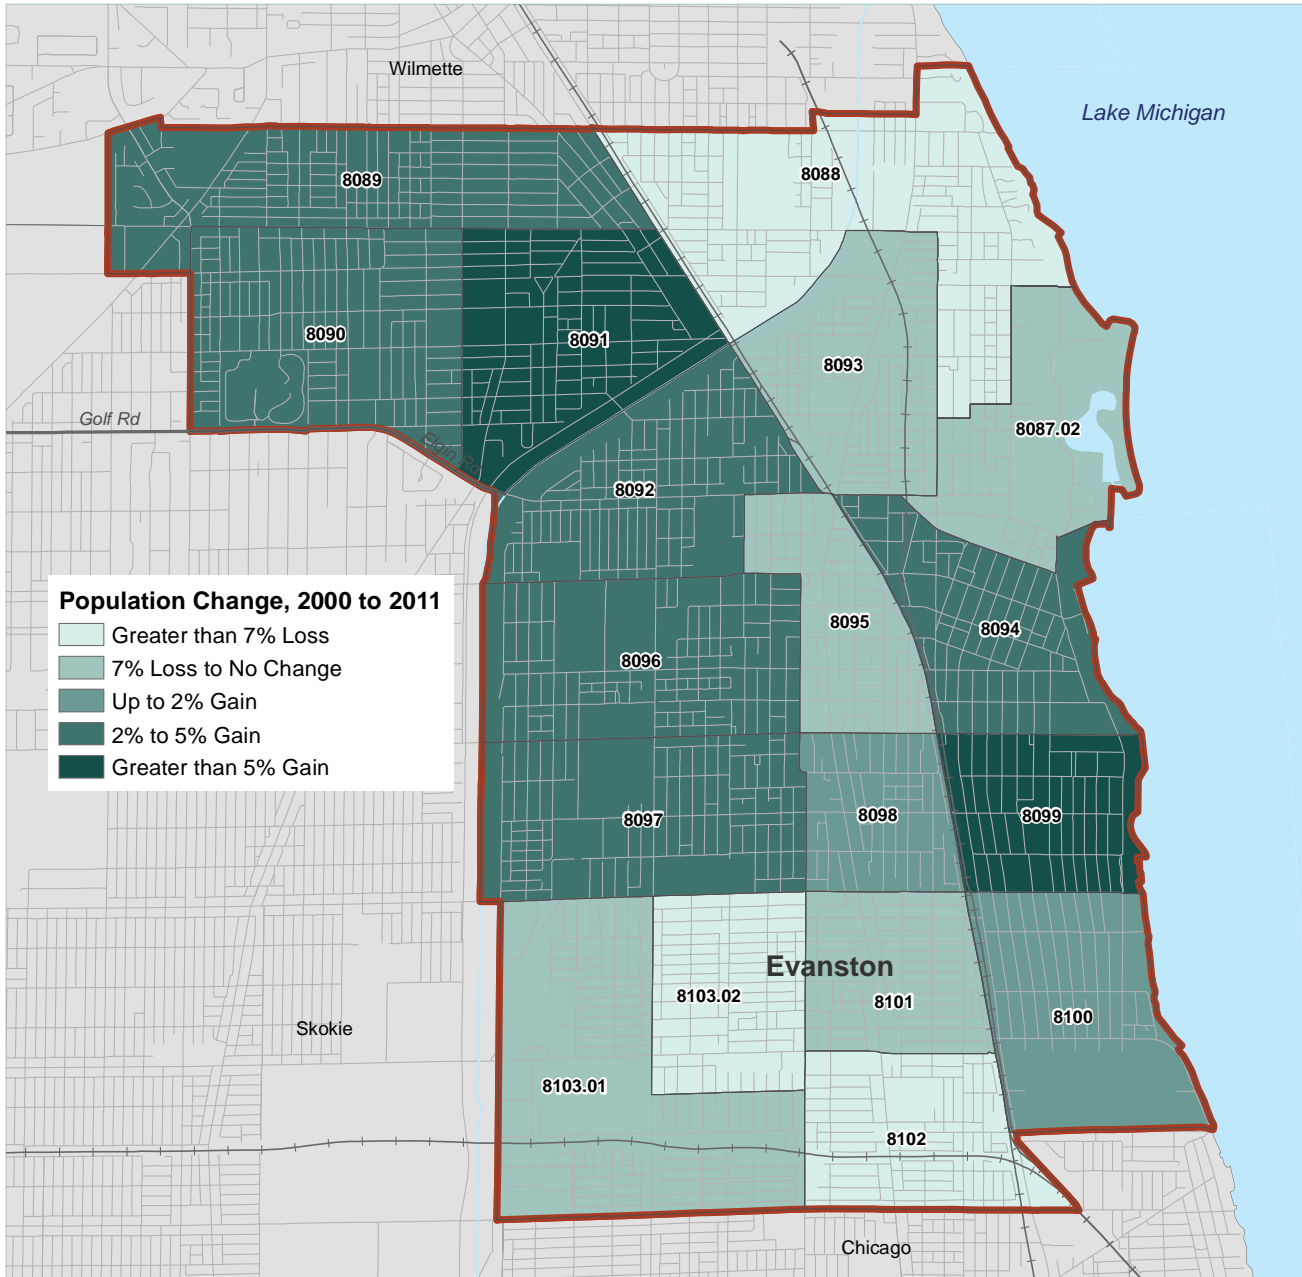 Wilmette
Lake Michigan
8088
8089
8090
8091
8093
Golf Rd
Elgin Rd
8087.02
8092
Population Change, 2000 to 2011
Greater than 7% Loss
7% Loss to No Change
Up to 2% Gain
2% to 5% Gain
Greater than 5% Gain
8095
8094
8096
8097
8098
8099
Evanston
8103.02
8101
8100
Skokie
8103.01
8102
Chicago